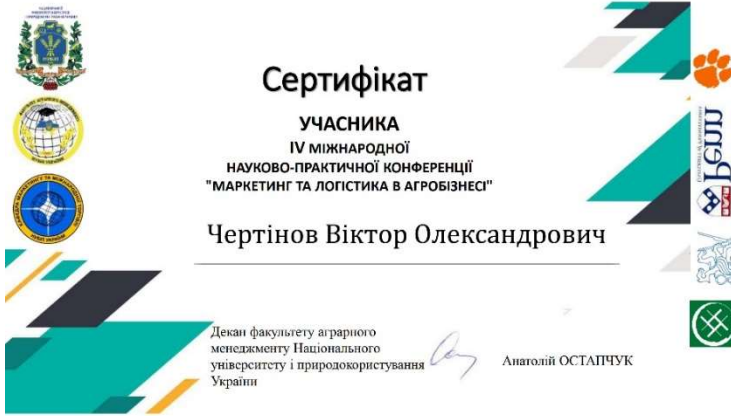 Сертифікат
УЧАСНИКА
IV МІЖНАРОДНОЇ
НАУКОВО-ПРАКТИЧНОЇ КОНФЕРЕНЦІЇ
"МАРКЕТИНГ ТА ЛОГІСТИКА В АГРОБІЗНЕСІ"
Чертінов Віктор Олександрович
Декан факультету аграрного
менеджменту Національного
університету і природокористування
України
Анатолій ОСТАПЧУК
Penn